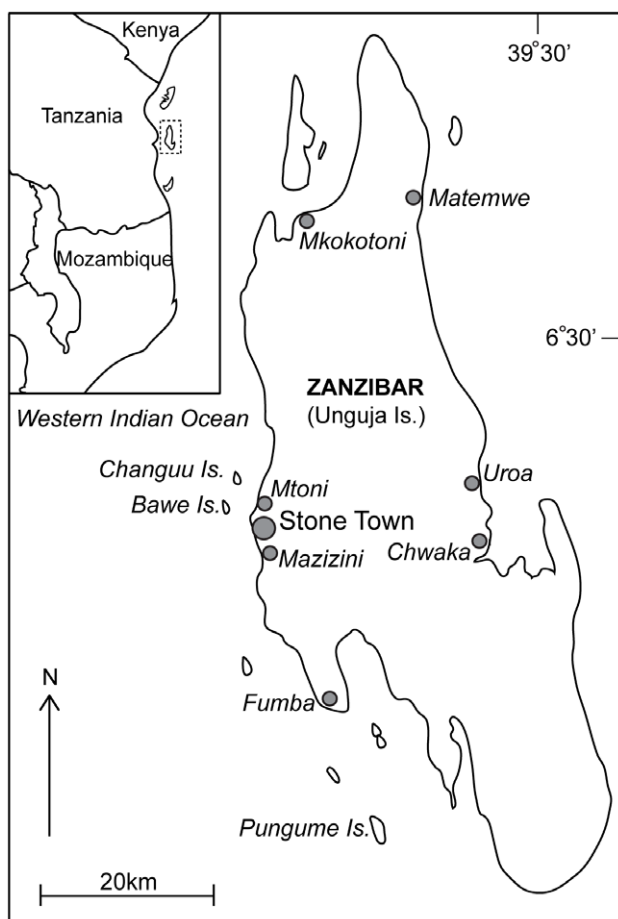 Kenya
39°30'
Tanzania
Matemwe
Mkokotoni
Mozambique
6°30'
ZANZIBAR
(Unguja Is.)
Western Indian Ocean
Changuu Is.
Uroa
Mtoni
Bawe Is.
Stone Town
Chwaka
Mazizini
N
Fumba
Pungume Is.
20km